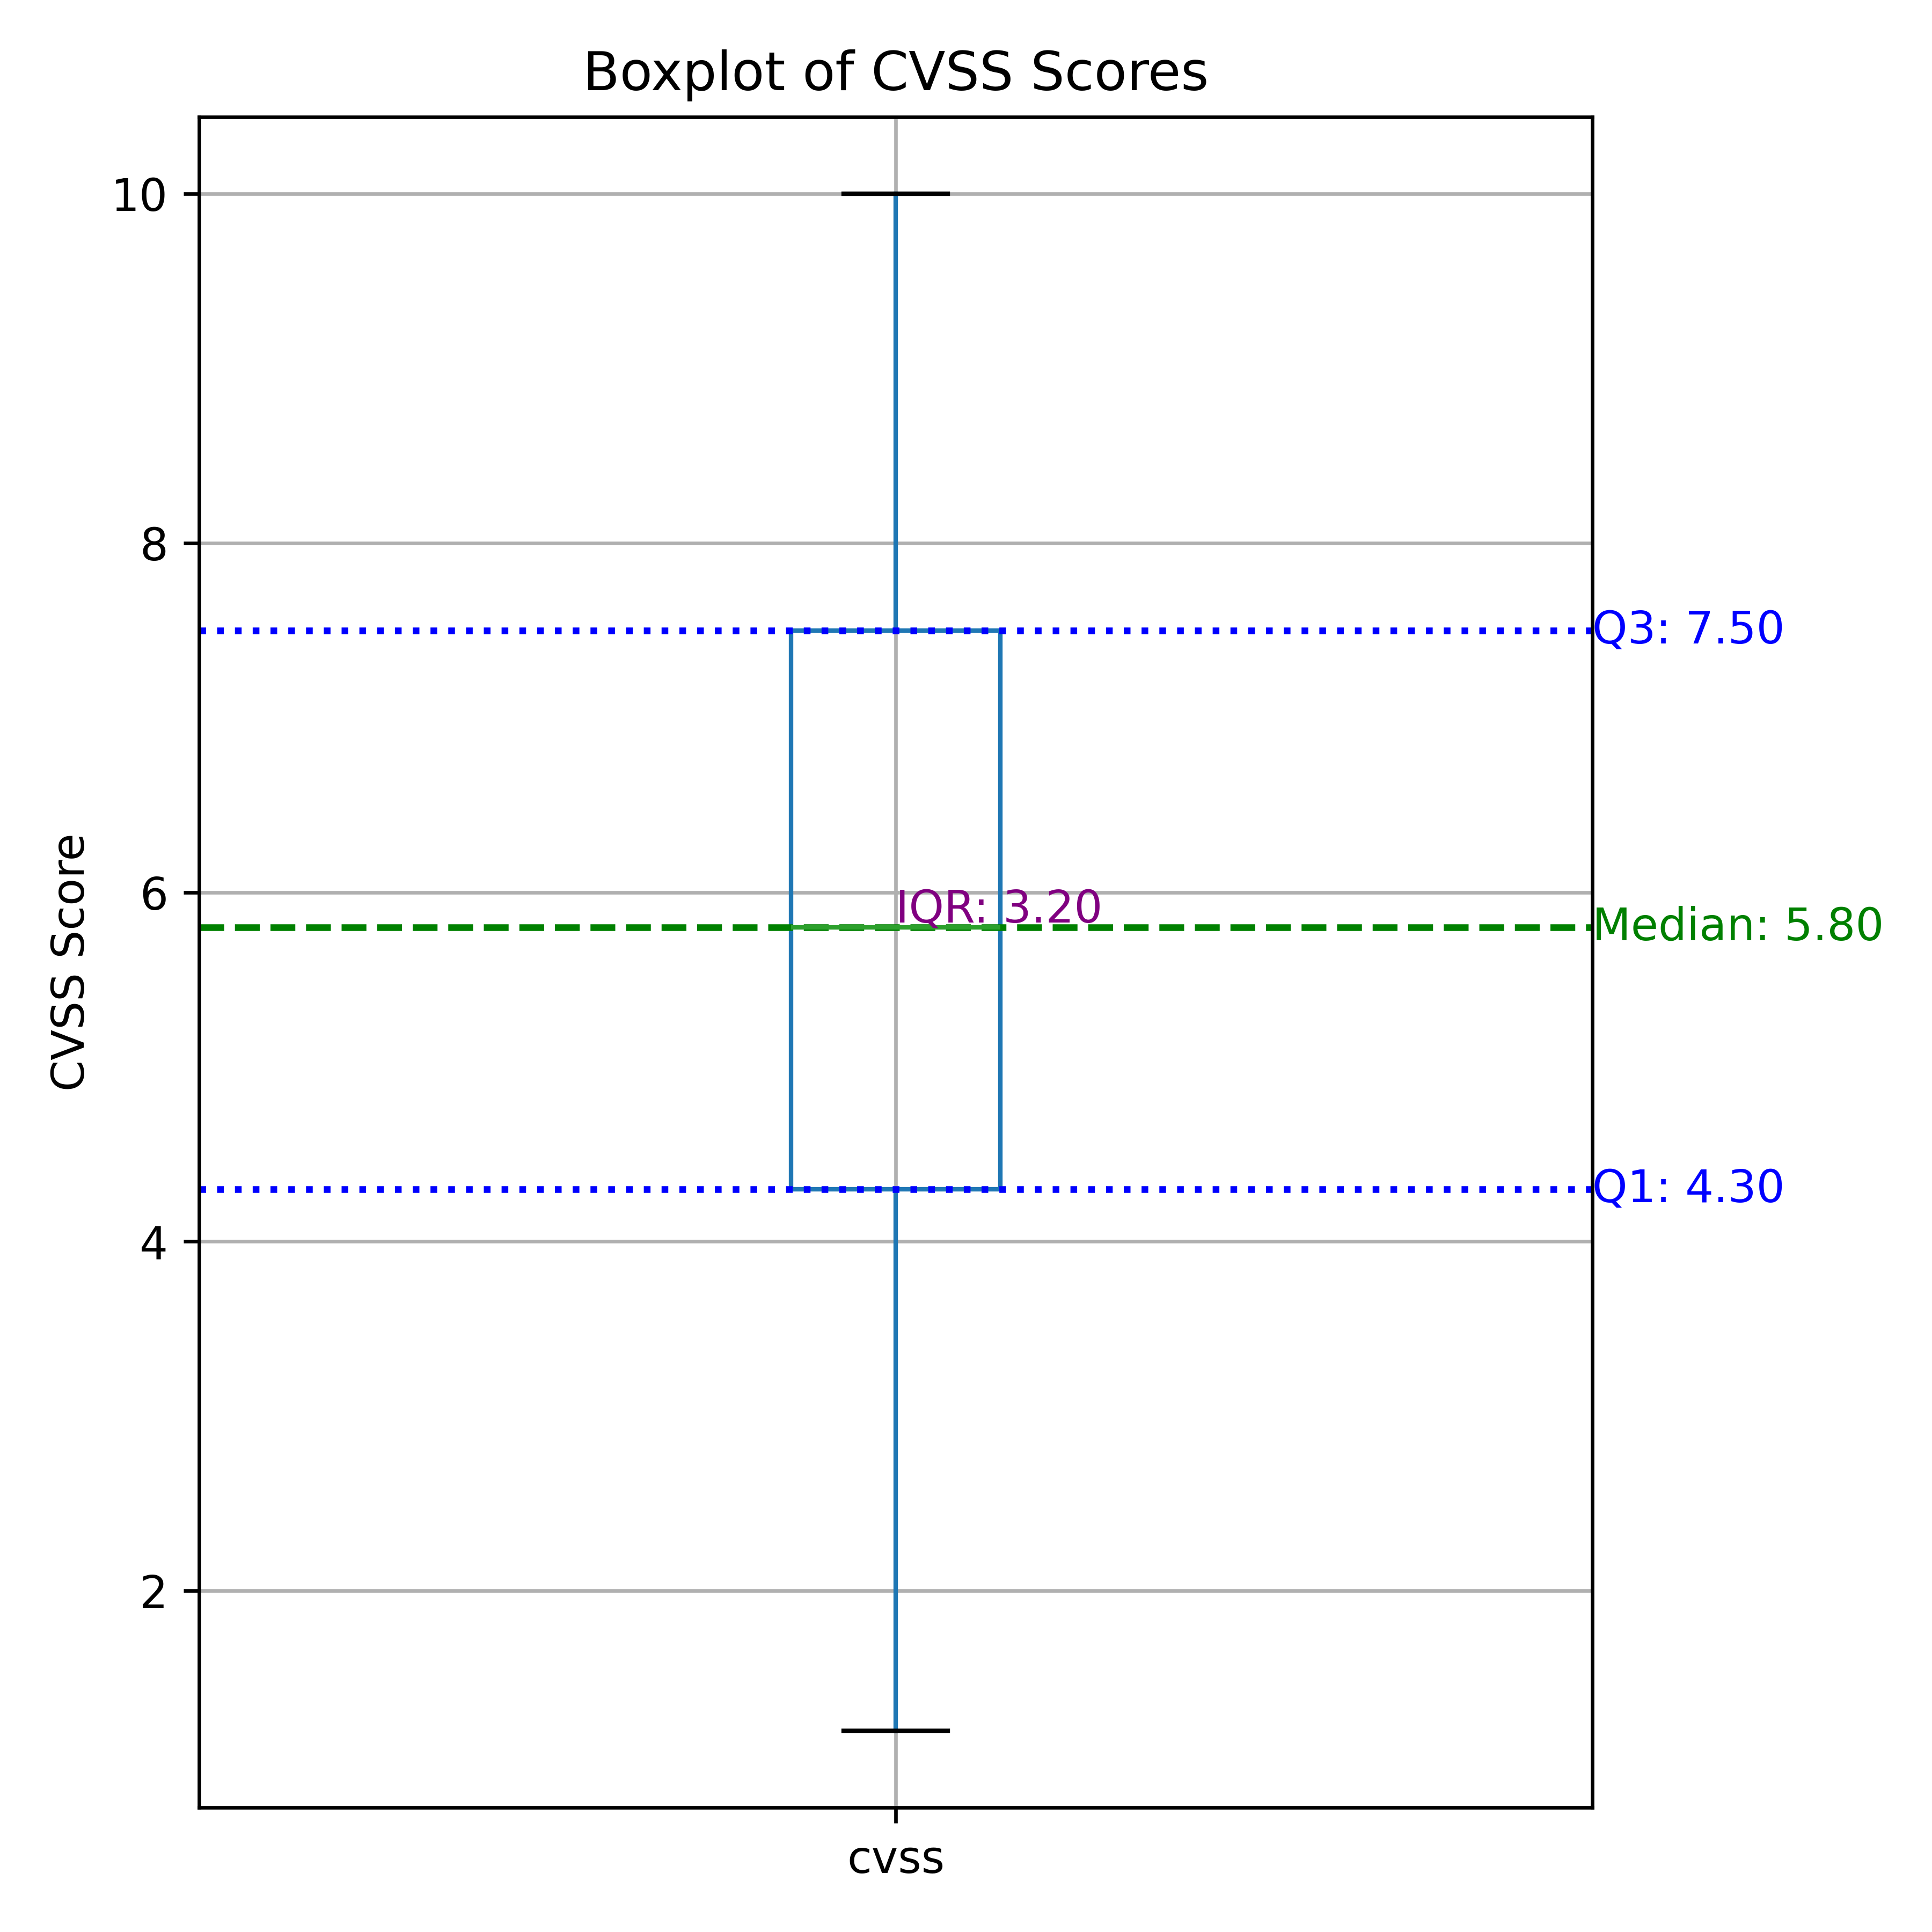 Boxplot of CVSS Scores
10
8
Q3: 7.50
6
IQR: 3.20
Median: 5.80
CVSS Score
Q1: 4.30
4
2
cvss